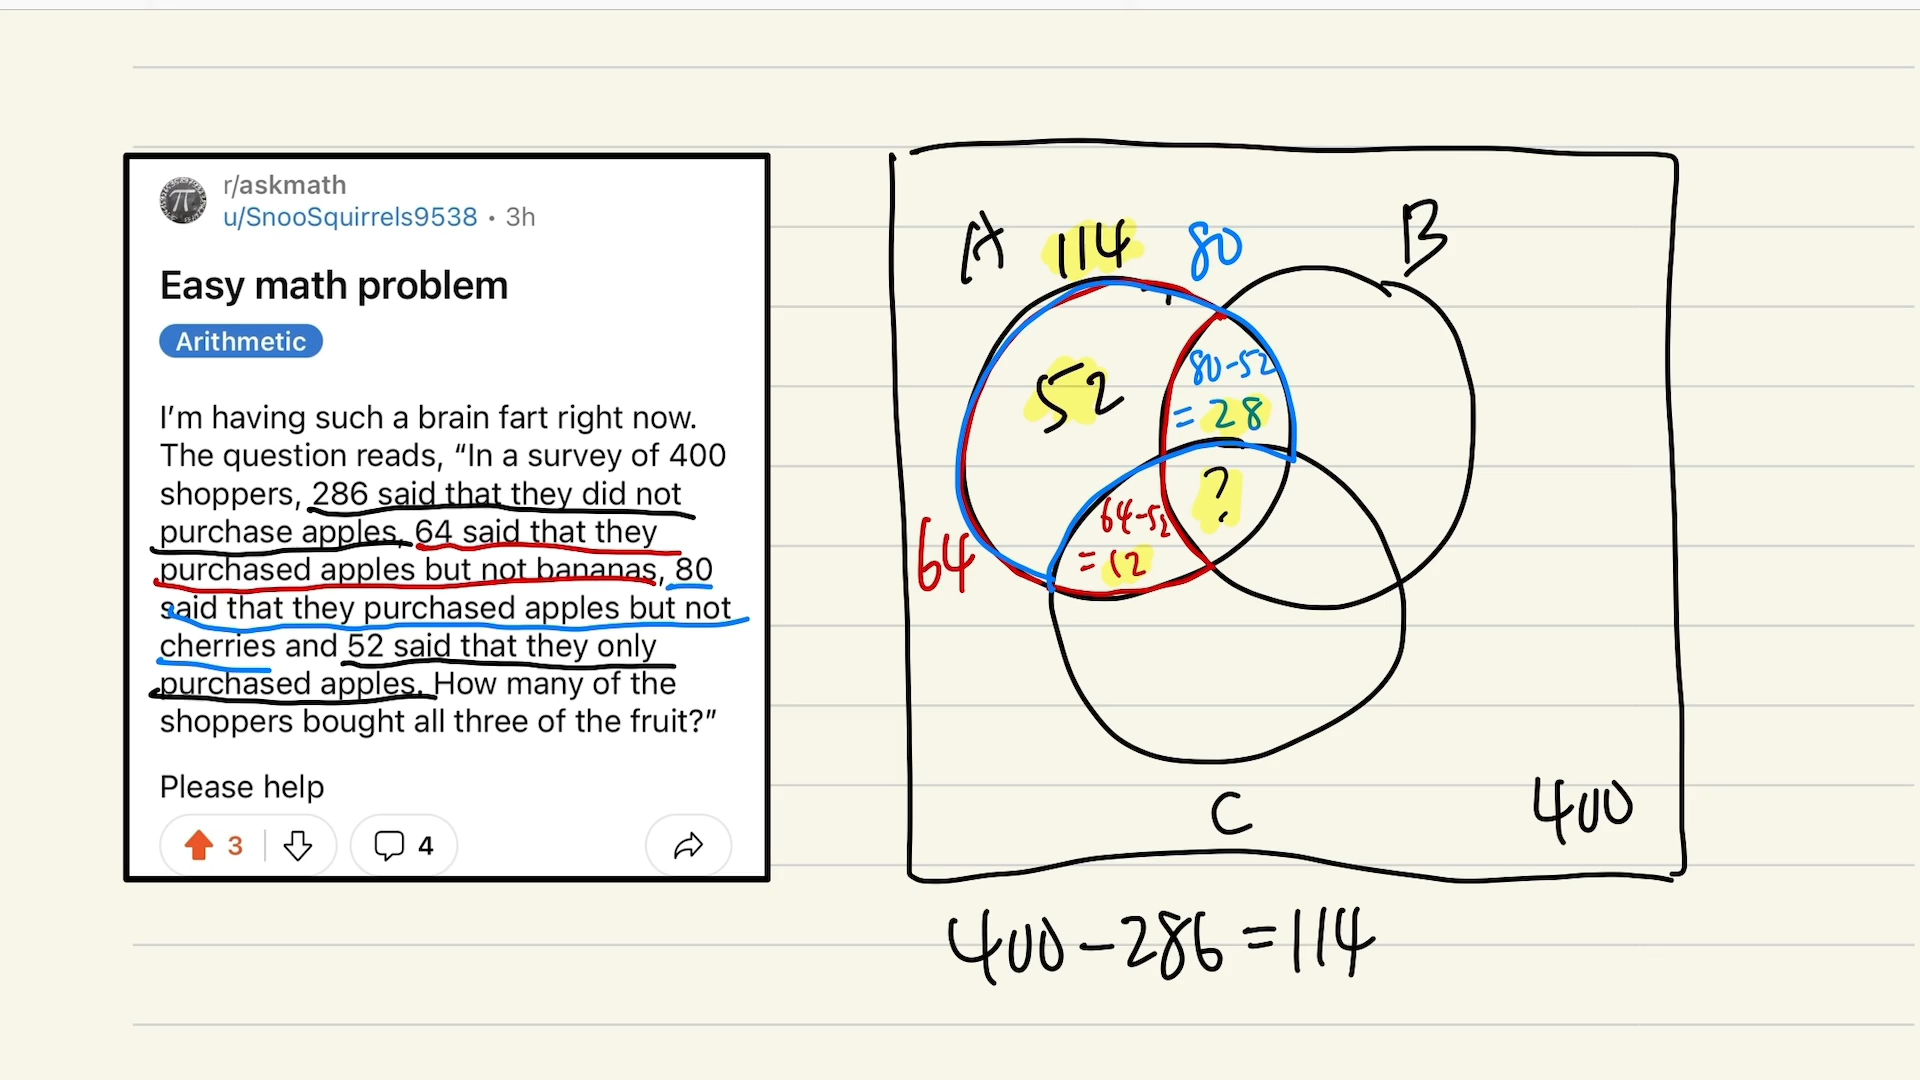 r/askmath
u/SnooSquirrels9538 • 3h
Easy math problem
Arithmetic
I'm having such a brain fart right now.
The question reads, “In a survey of 400
shoppers, 286 said that they did not
purchase apples, 64 said that they
purchased apples but not bananas, 80
said that they purchased apples but not
cherries and 52 said that they only
purchased apples. How many of the
shoppers bought all three of the fruit?”
Please help
3
4
A
114
80
B
52
80-52
= 28
?
64
64-52
= 12
C
400
400-286=114